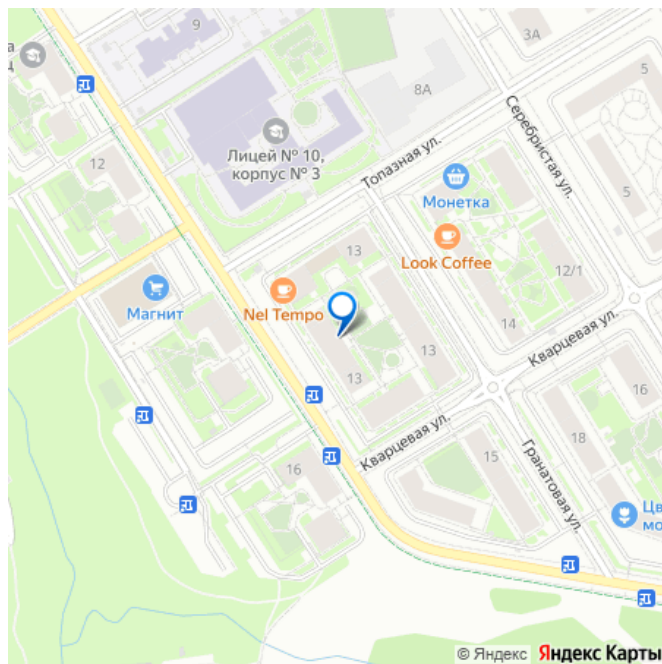 9
3А
5
а
ц
8А
Серебристая ул.
Лицей № 10,
корпус № 3
Топазная ул.
12
Монетка
5
13
Look Coffee
12/1
Магнит
Nel Tempo
14
Кварцевая ул.
13
13
16
Кварцевая ул.
18
16
15
Гранатовая ул.
Цв
мо
© Яндекс Яндекс Карты